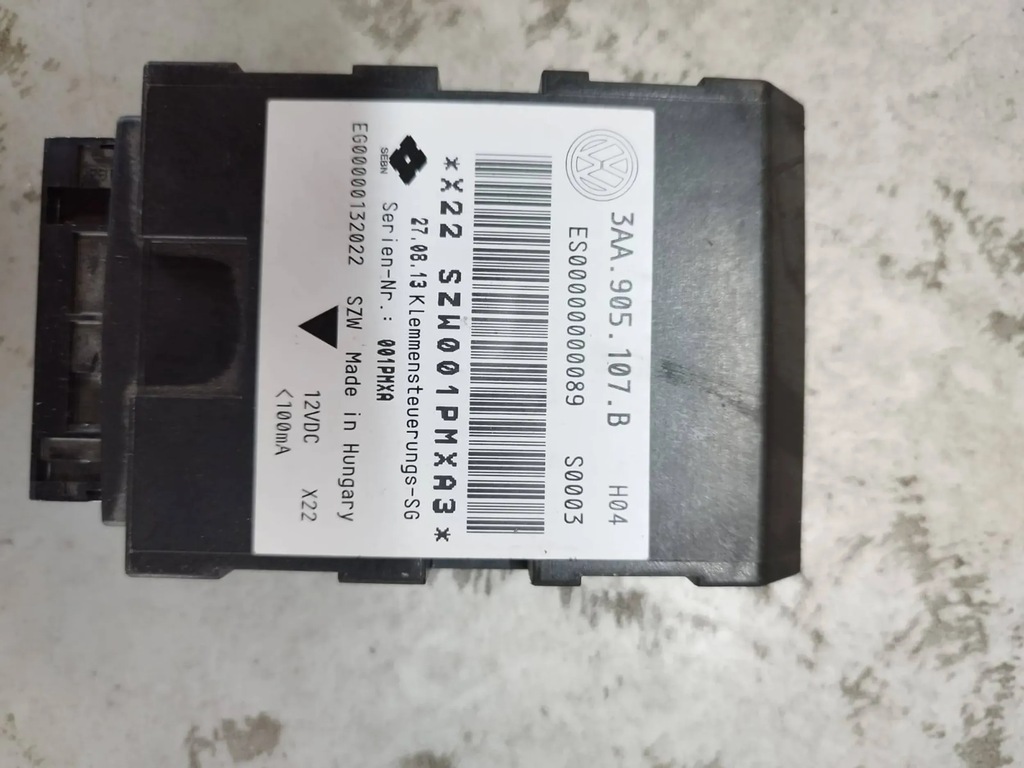 3AA.905.107.B H04
ES00000000089 S0003
*X22 SZW001PMXA3*
27.08.13 Klemmensteuerungs-SG
SEBN Serien-Nr.: 001PMXA
EG0000132022 SZW Made in Hungary
12VDC X22
<100mA